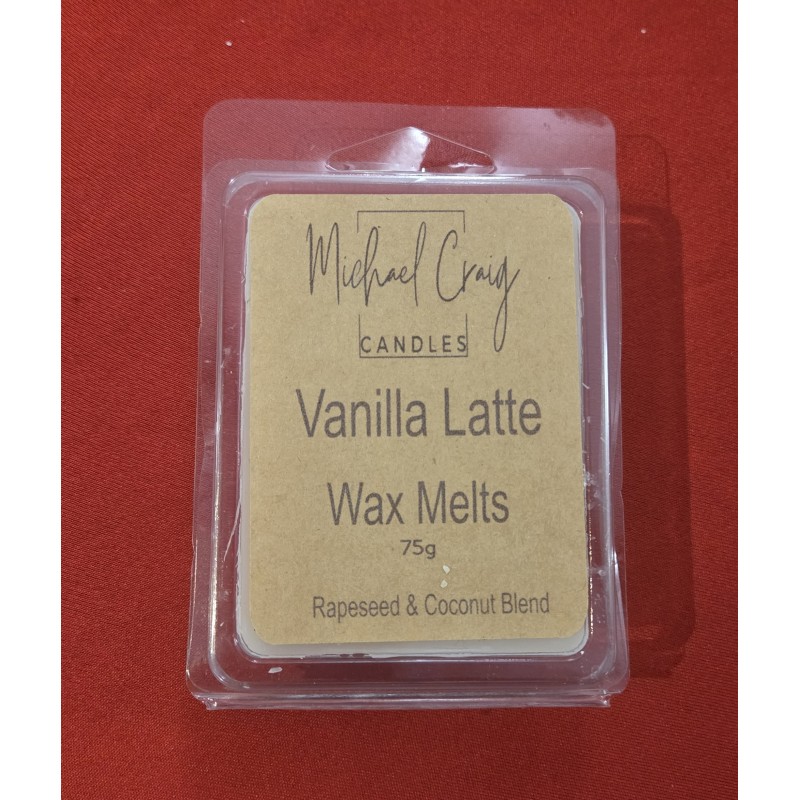 Michael Craig
CANDLES
Vanilla Latte
Wax Melts
75g
Rapeseed & Coconut Blend